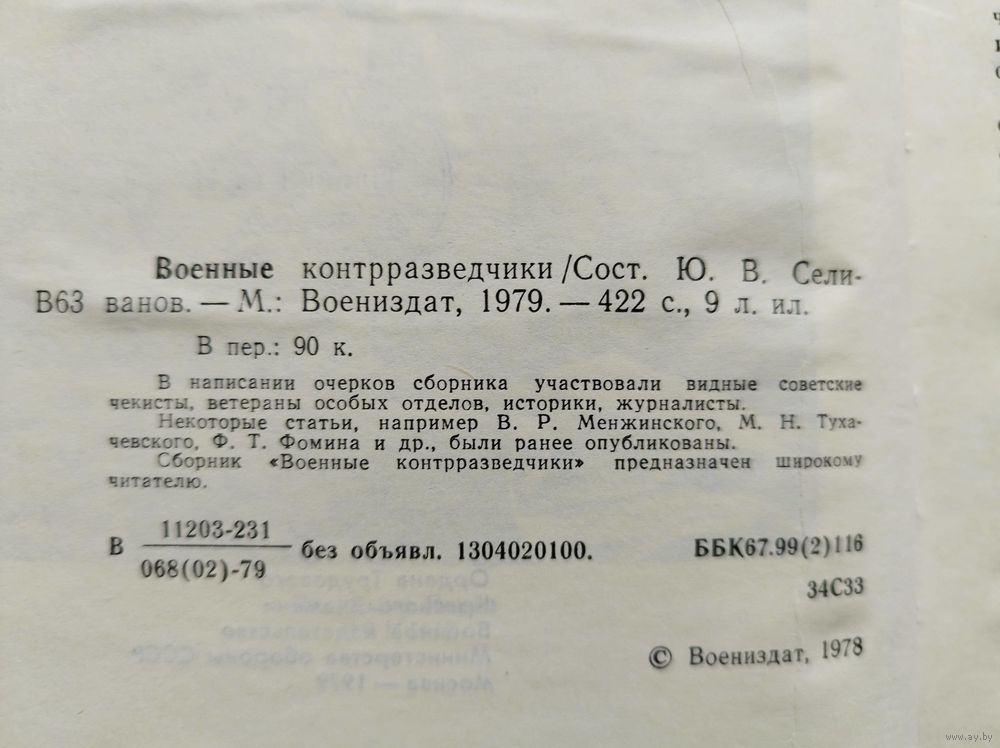 Военные контрразведчики/Сост. Ю. В. Сели-
В63 ванов. — М.: Воениздат, 1979. — 422 с., 9 л. ил.
В пер.: 90 к.
В написании очерков сборника участвовали видные советские
чекисты, ветераны особых отделов, историки, журналисты.
Некоторые статьи, например В. Р. Менжинского, М. Н. Туха-
чевского, Ф. Т. Фомина и др., были ранее опубликованы.
Сборник «Военные контрразведчики» предназначен широкому
читателю.
11203-231
В без объявл. 1304020100.
068(02)-79
ББК67.99(2)116
34С33
© Воениздат, 1978
www.ay.by